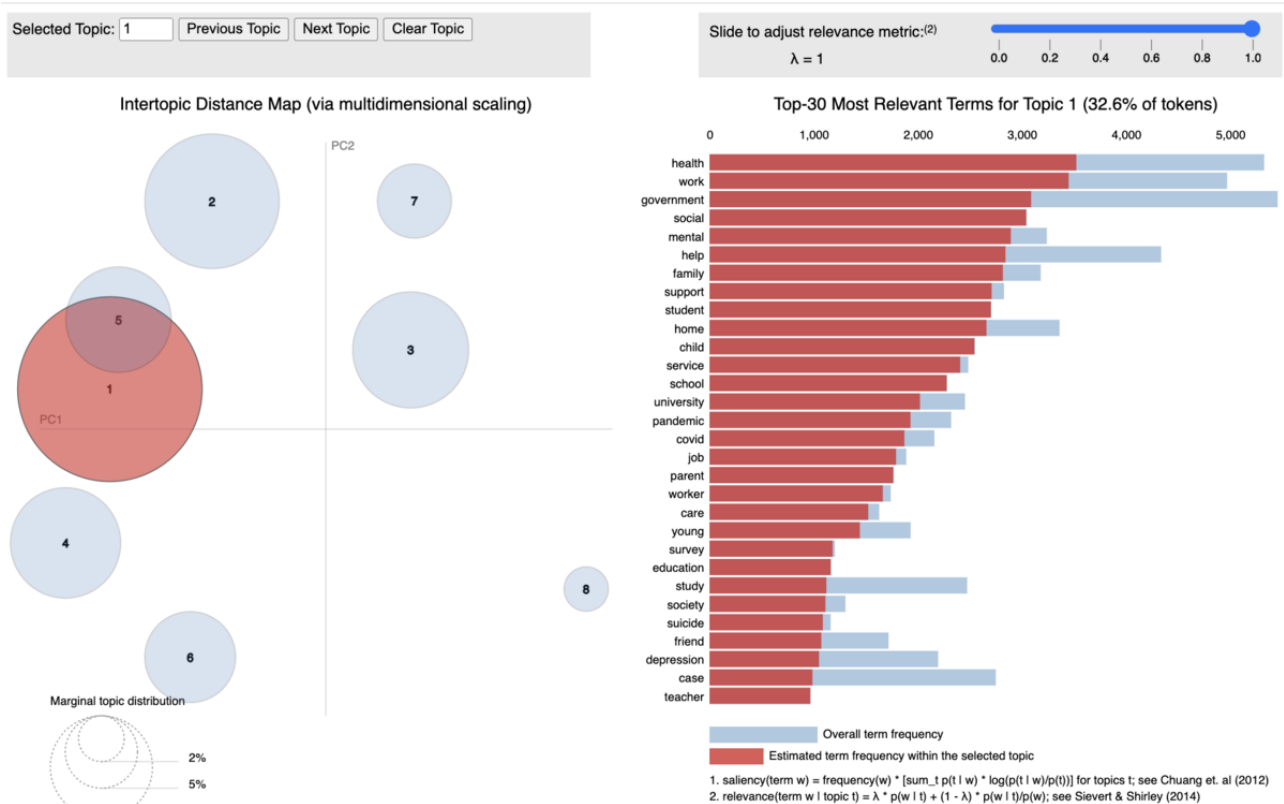 Selected Topic: 1 Previous Topic Next Topic Clear Topic
Slide to adjust relevance metric:(2)
λ = 1
0.0 0.2 0.4 0.6 0.8 1.0
Intertopic Distance Map (via multidimensional scaling)
PC2
2
7
5
3
1
PC1
4
8
6
Marginal topic distribution
2%
5%
Top-30 Most Relevant Terms for Topic 1 (32.6% of tokens)
0 1,000 2,000 3,000 4,000 5,000
health
work
government
social
mental
help
family
support
student
home
child
service
school
university
pandemic
covid
job
parent
worker
care
young
survey
education
study
society
suicide
friend
depression
case
teacher
Overall term frequency
Estimated term frequency within the selected topic
1. saliency(term w) = frequency(w) * [sum_t p(t | w) * log(p(t | w)/p(t))] for topics t; see Chuang et. al (2012)
2. relevance(term w | topic t) = λ * p(w | t) + (1 - λ) * p(w | t)/p(w); see Sievert & Shirley (2014)